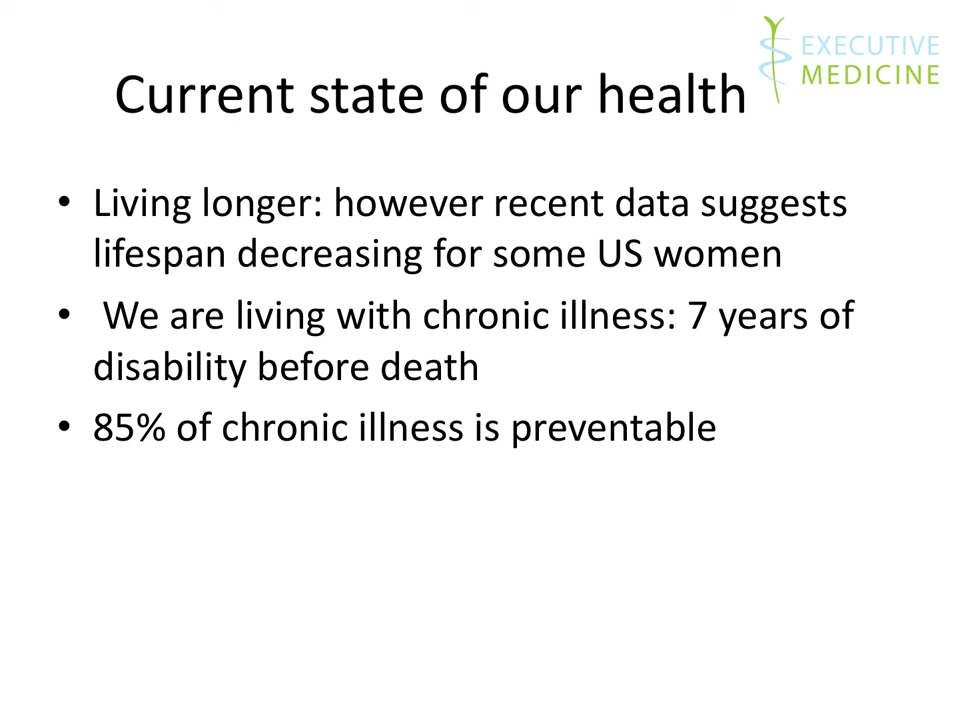 EXECUTIVE
MEDICINE
Current state of our health
• Living longer: however recent data suggests
lifespan decreasing for some US women
• We are living with chronic illness: 7 years of
disability before death
• 85% of chronic illness is preventable